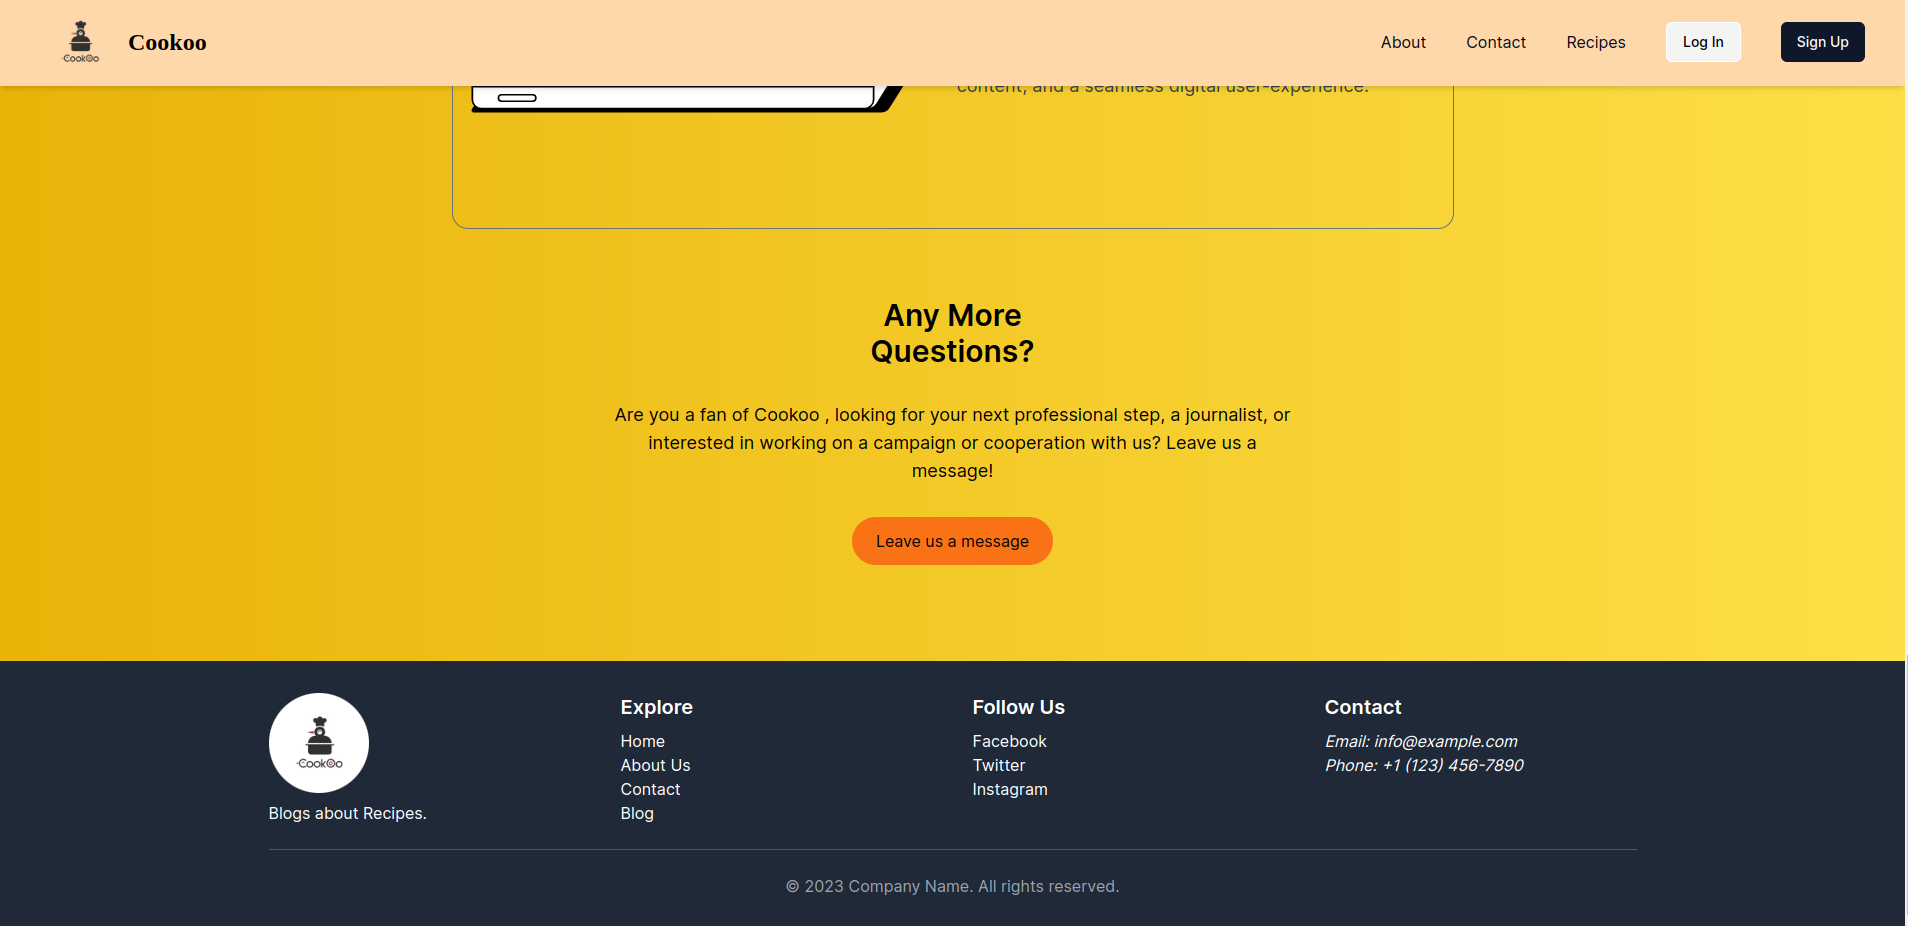 CookOo
Cookoo
About
Contact
Recipes
Log In
Sign Up
content, and a seamless digital user-experience.
Any More
Questions?
Are you a fan of Cookoo , looking for your next professional step, a journalist, or
interested in working on a campaign or cooperation with us? Leave us a
message!
Leave us a message
CookOo
Blogs about Recipes.
Explore
Home
About Us
Contact
Blog
Follow Us
Facebook
Twitter
Instagram
Contact
Email: info@example.com
Phone: +1 (123) 456-7890
© 2023 Company Name. All rights reserved.